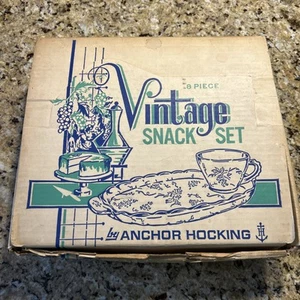 8 PIECE
Vintage
SNACK SET
by ANCHOR HOCKING